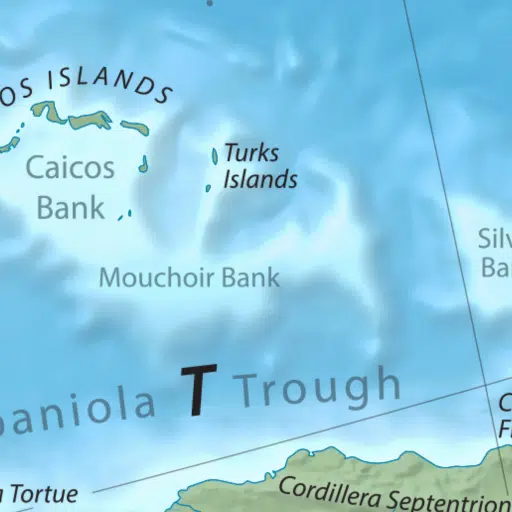 OS ISLANDS
Turks
Islands
Caicos
Bank
Silv
Ba
Mouchoir Bank
paniola T Trough
C
F
a Tortue
Cordillera Septentrion